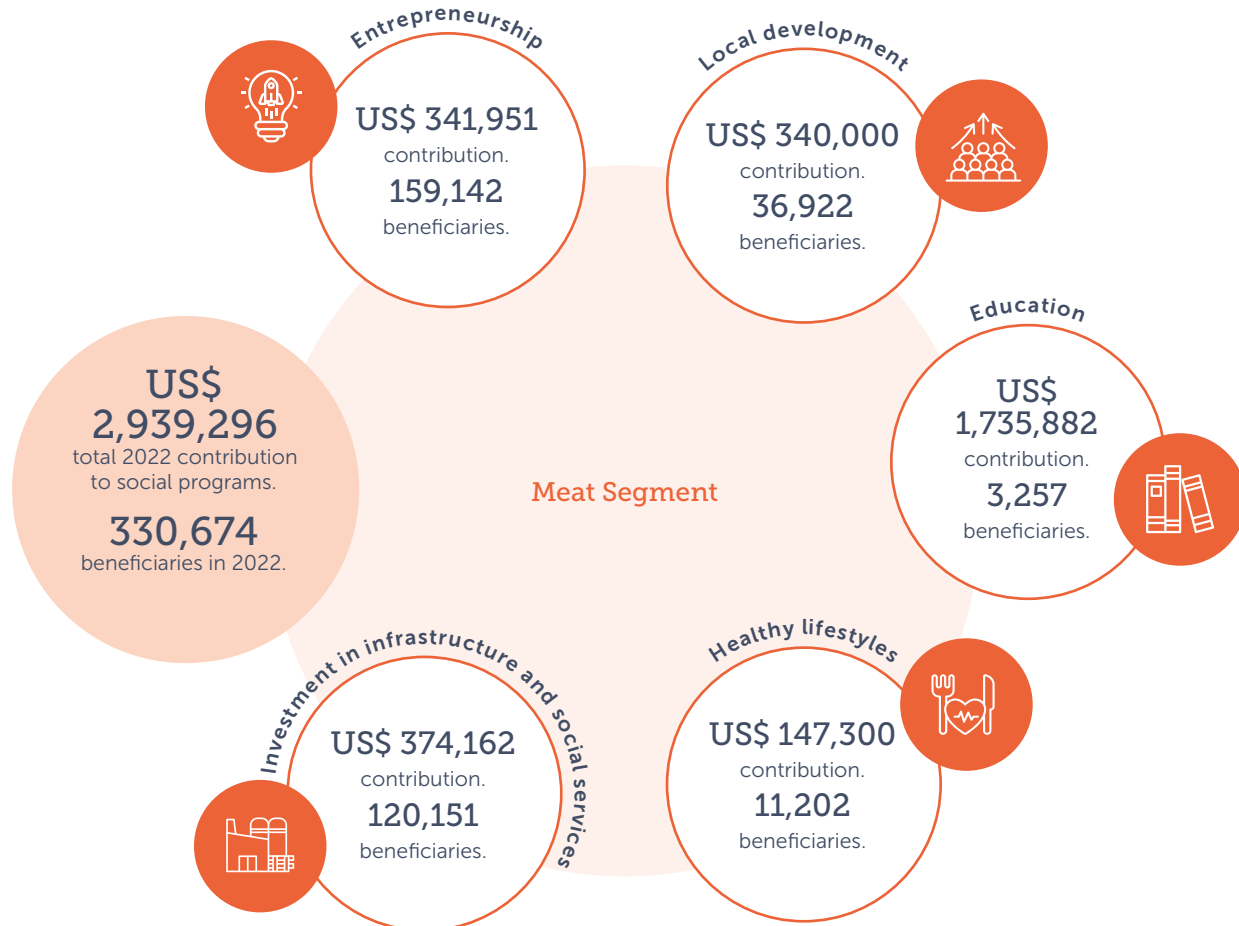 Entrepreneurship
US$ 341,951
contribution.
159,142
beneficiaries.
Local development
US$ 340,000
contribution.
36,922
beneficiaries.
Education
US$
1,735,882
contribution.
3,257
beneficiaries.
US$
2,939,296
total 2022 contribution
to social programs.
330,674
beneficiaries in 2022.
Meat Segment
Investment in infrastructure and social services
US$ 374,162
contribution.
120,151
beneficiaries.
Healthy lifestyles
US$ 147,300
contribution.
11,202
beneficiaries.